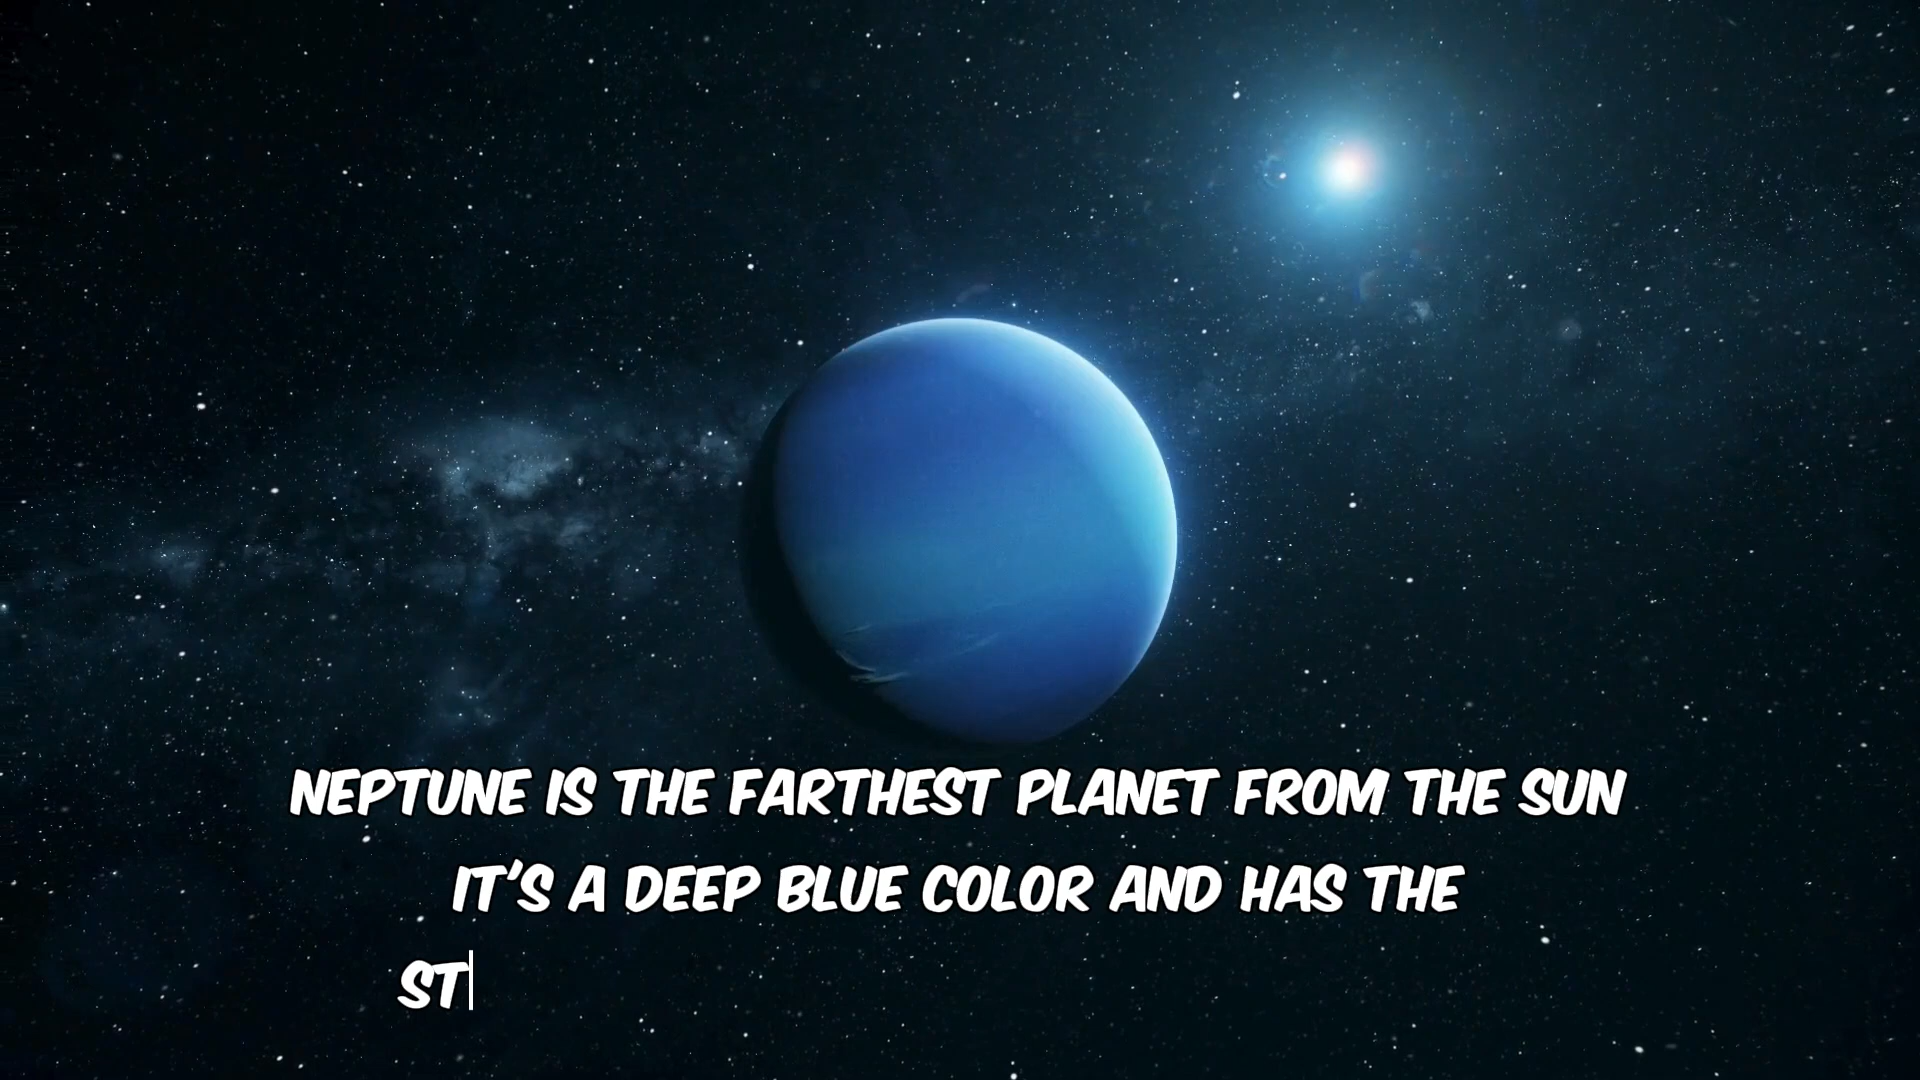 NEPTUNE IS THE FARTHEST PLANET FROM THE SUN
IT'S A DEEP BLUE COLOR AND HAS THE
ST